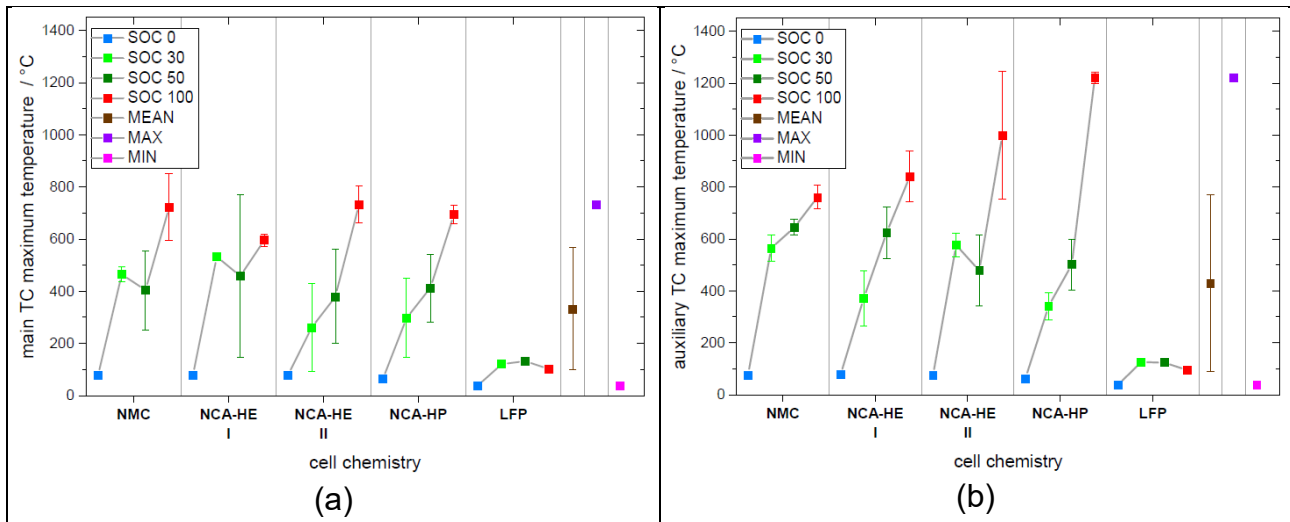 main TC maximum temperature / °C
1400
1200
1000
800
600
400
200
0
SOC 0
SOC 30
SOC 50
SOC 100
MEAN
MAX
MIN
NMC
NCA-HE
I
NCA-HE
II
NCA-HP
LFP
cell chemistry
(a)
auxiliary TC maximum temperature / °C
1400
1200
1000
800
600
400
200
0
SOC 0
SOC 30
SOC 50
SOC 100
MEAN
MAX
MIN
NMC
NCA-HE
I
NCA-HE
II
NCA-HP
LFP
cell chemistry
(b)